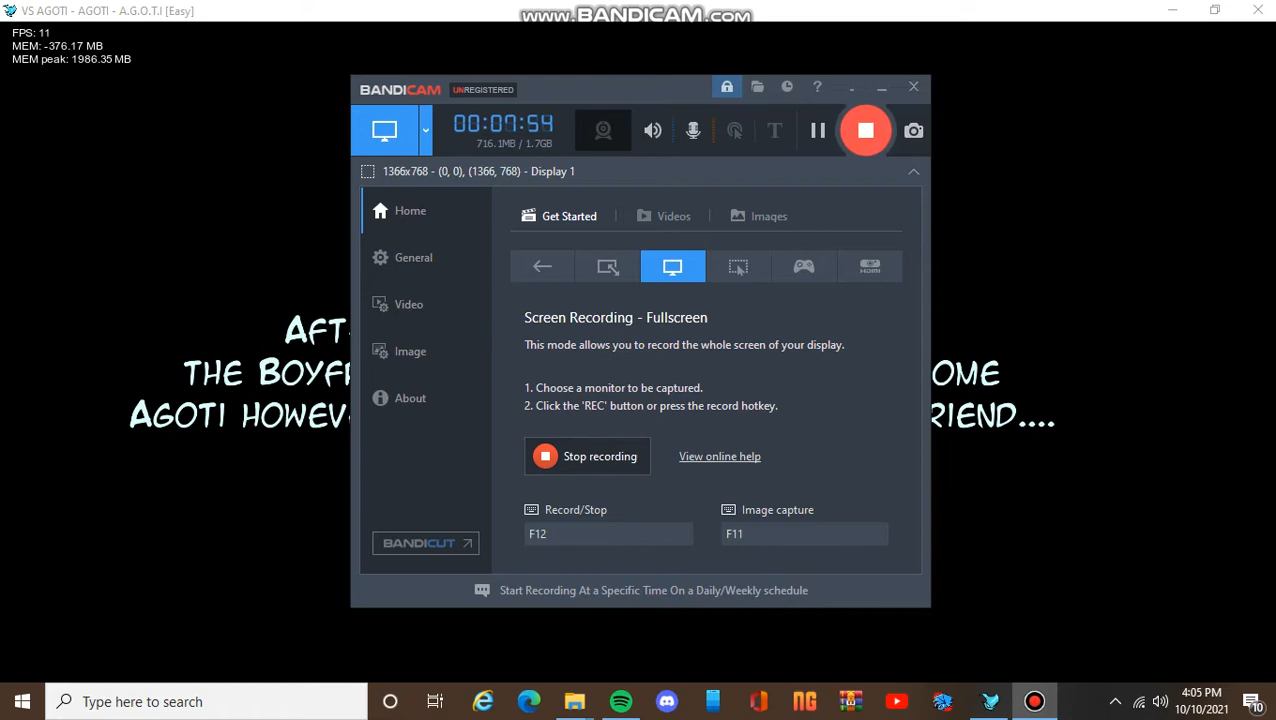 VS AGOTI - AGOTI - A.G.O.T.I [Easy]
www.BANDICAM.com
FPS: 11
MEM: -376.17 MB
MEM peak: 1986.35 MB
BANDICAM UNREGISTERED
?
00:07:54
716.1MB / 1.7GB
T
1366x768 - (0, 0), (1366, 768) - Display 1
Home
Get Started
Videos
Images
General
HDMI
Video
Screen Recording - Fullscreen
This mode allows you to record the whole screen of your display.
Image
1. Choose a monitor to be captured.
About
2. Click the 'REC' button or press the record hotkey.
THE
AGOTI
Stop recording
View online help
Record/Stop
Image capture
F12
F11
BANDICUT
Start Recording At a Specific Time On a Daily/Weekly schedule
Type here to search
NG
4:05 PM
10/10/2021
10